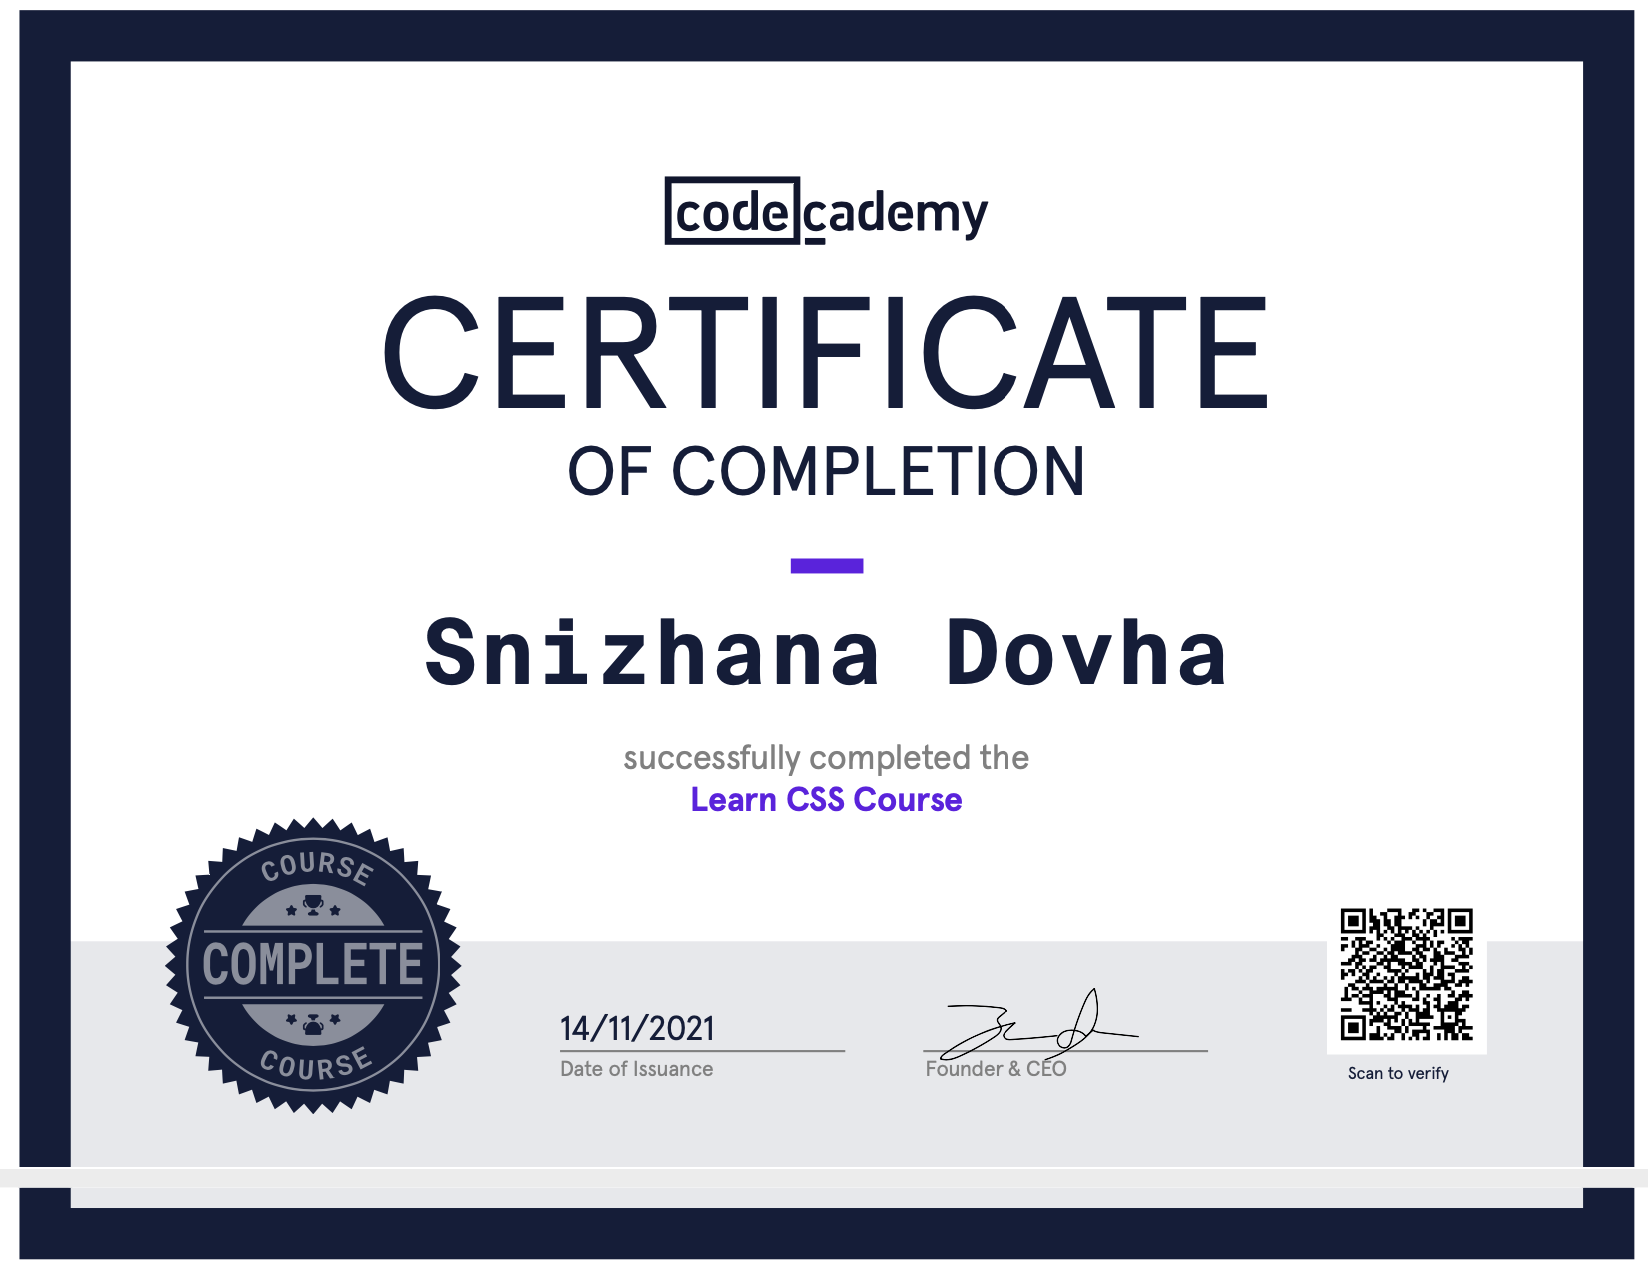 codecademy
CERTIFICATE
OF COMPLETION
Snizhana Dovha
successfully completed the
Learn CSS Course
COURSE
COMPLETE
COURSE
14/11/2021
Date of Issuance
Founder & CEO
Scan to verify